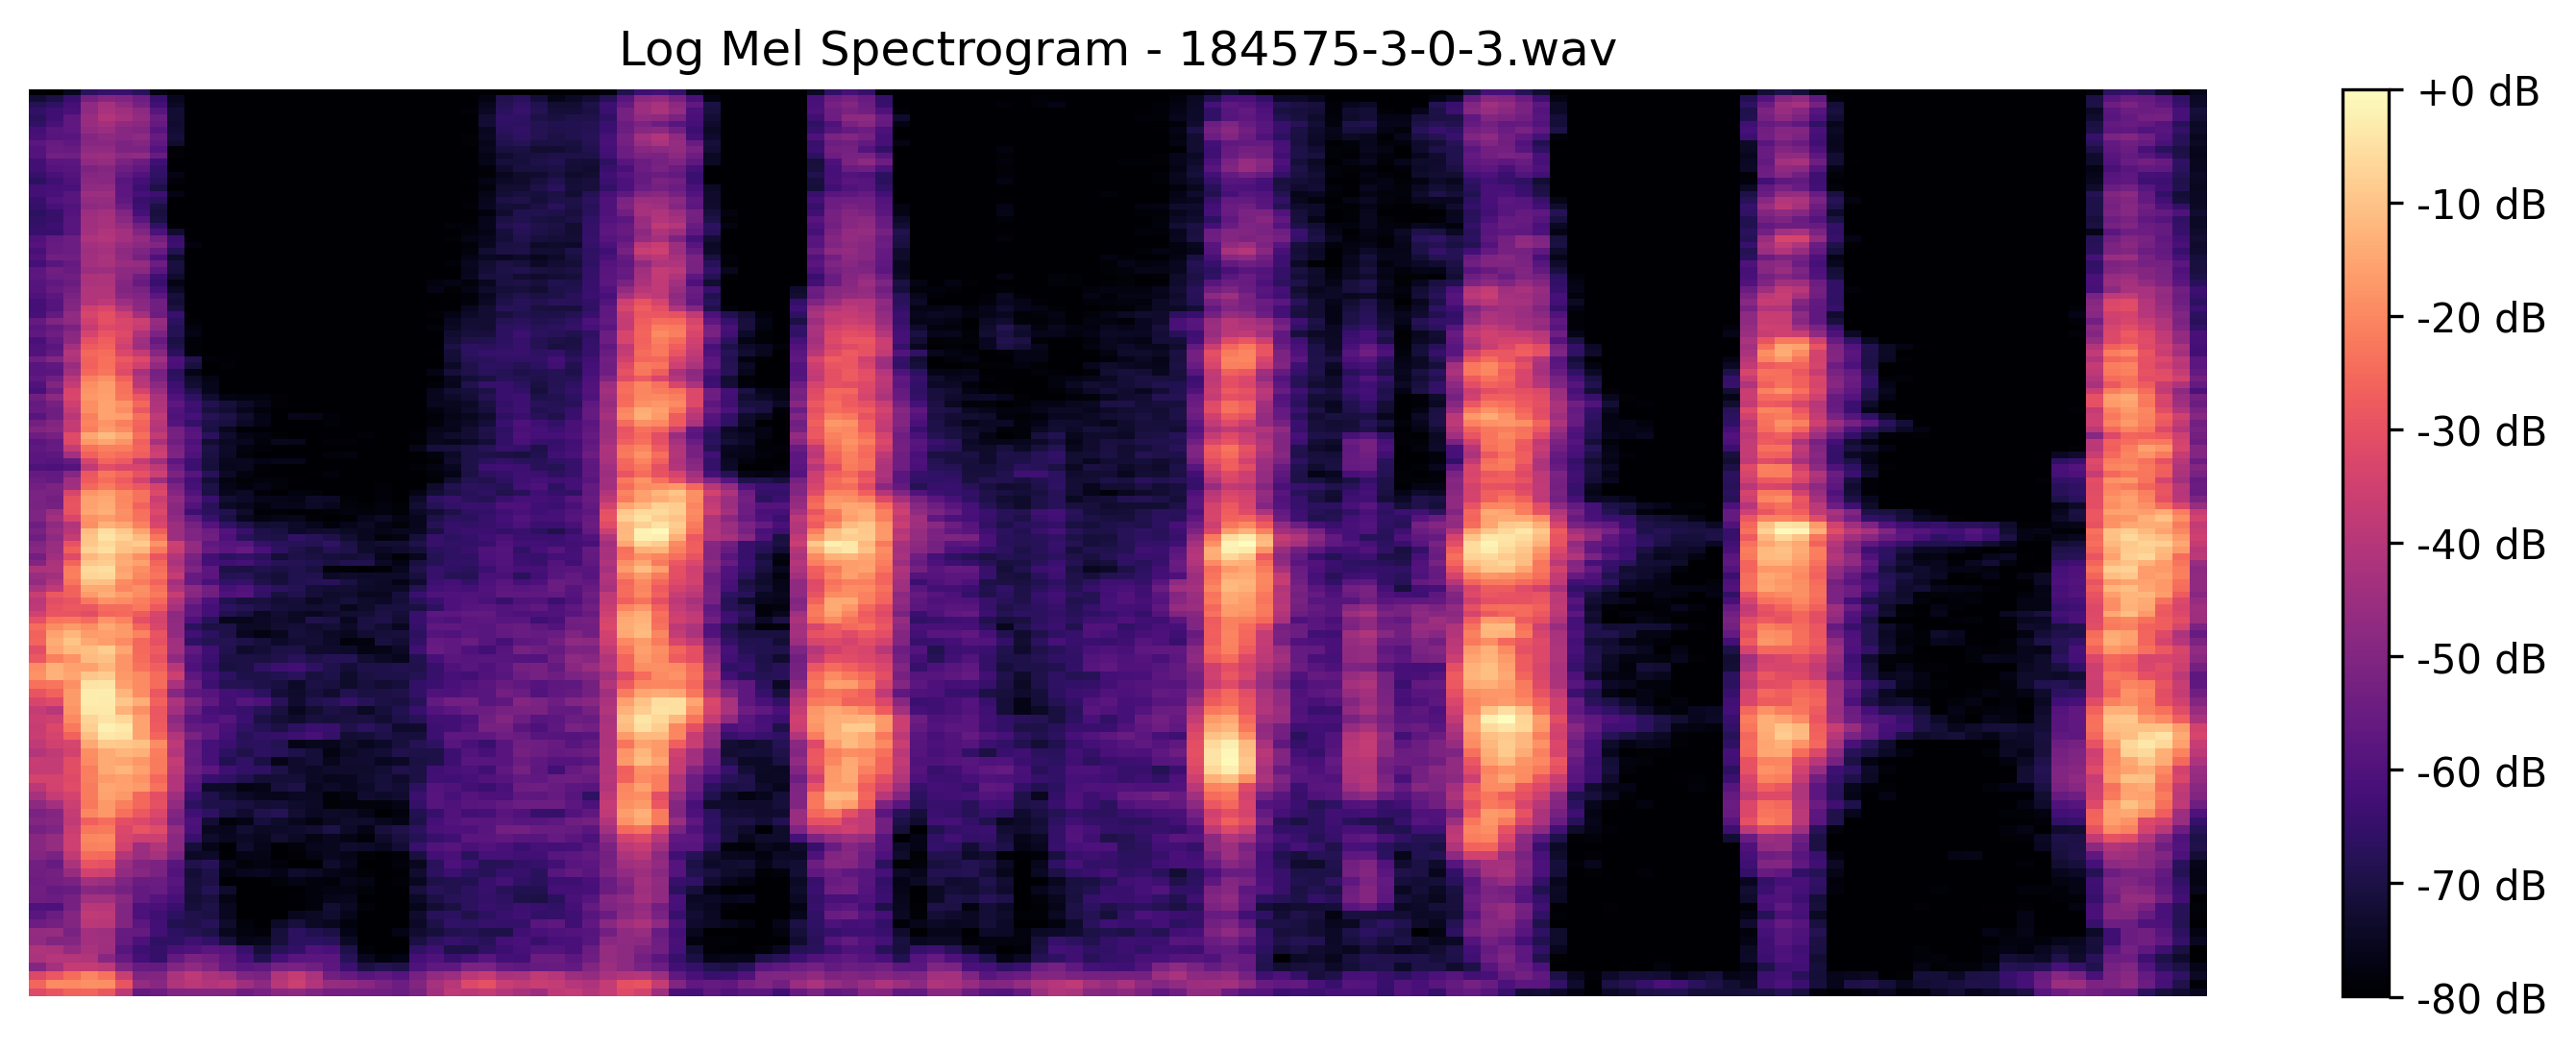 Log Mel Spectrogram - 184575-3-0-3.wav
+0 dB
-10 dB
-20 dB
-30 dB
-40 dB
-50 dB
-60 dB
-70 dB
-80 dB